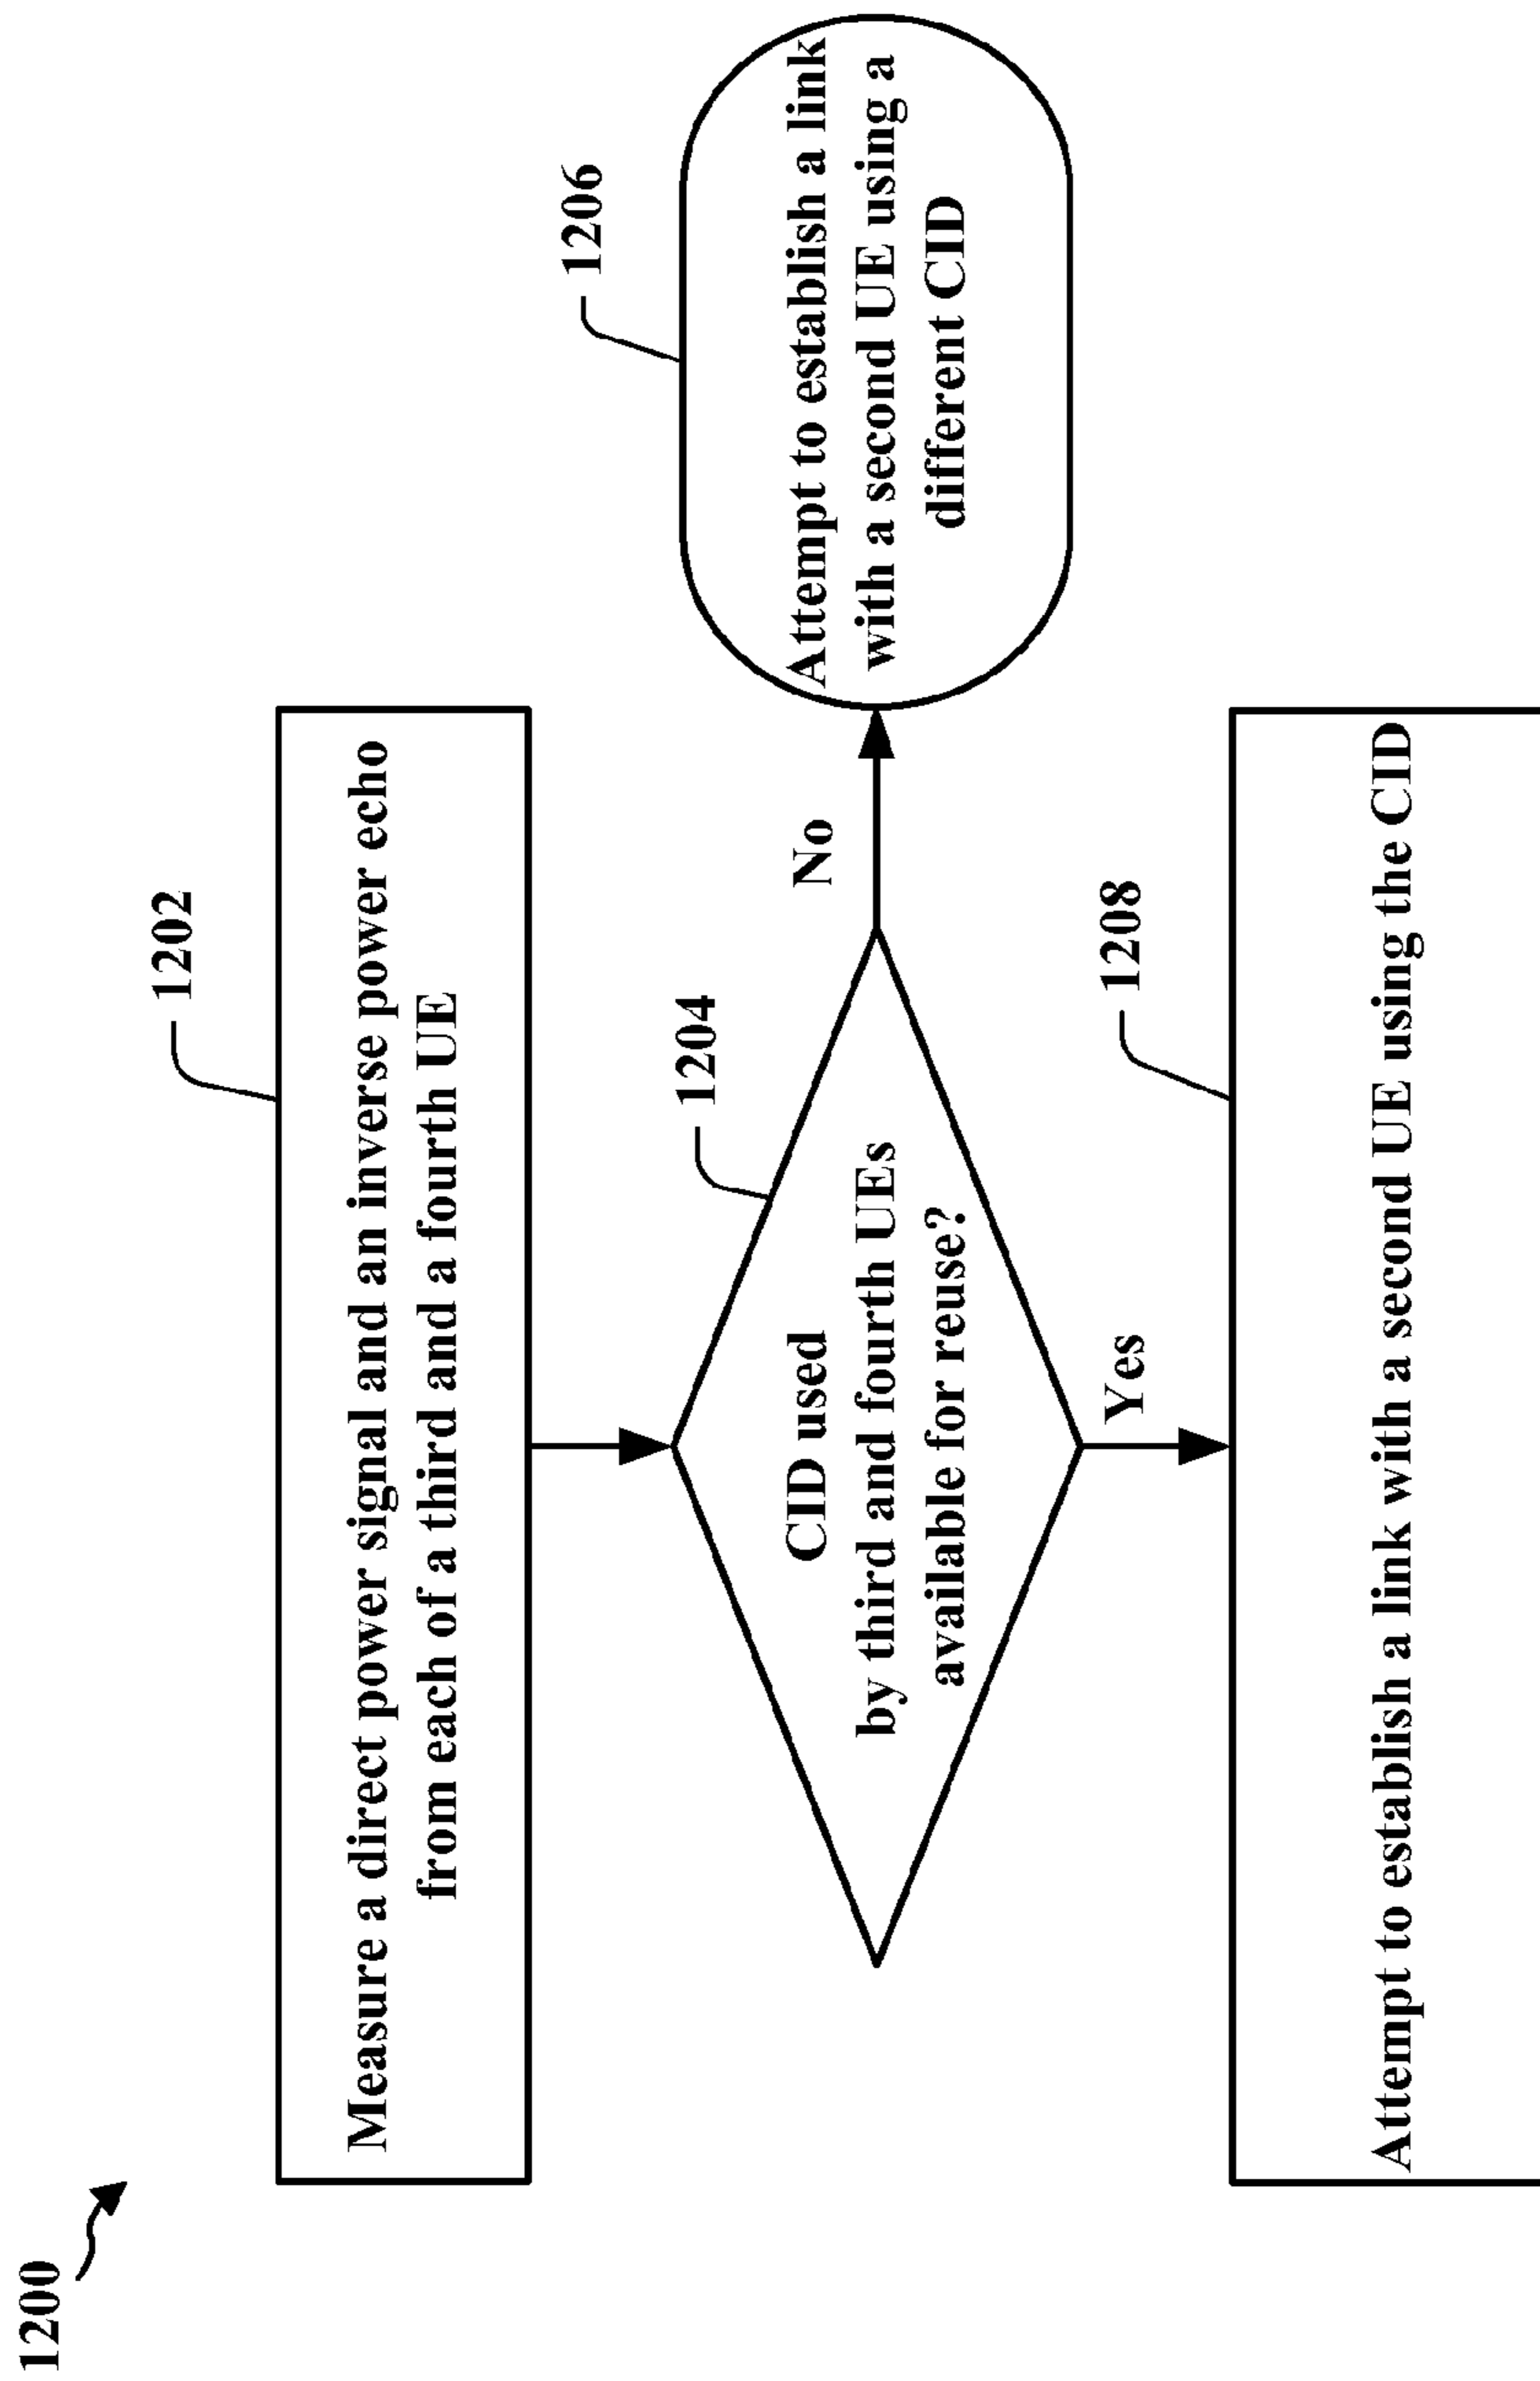 1200
1202
Measure a direct power signal and an inverse power echo
from each of a third and a fourth UE
1204
CID used
by third and fourth UEs
available for reuse?
No
1206
Attempt to establish a link
with a second UE using a
different CID
Yes
1208
Attempt to establish a link with a second UE using the CID